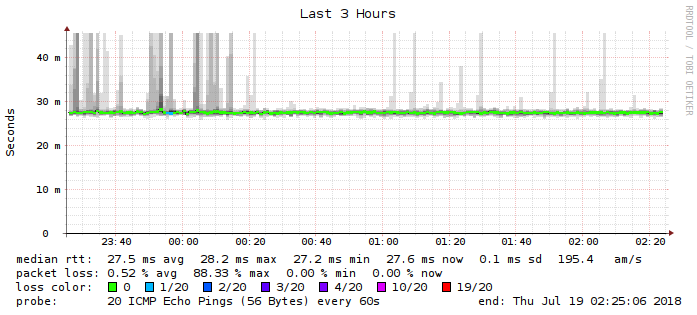 Last 3 Hours
RRDTOOL / TOBI OETIKER
Seconds
40 m
30 m
20 m
10 m
0
23:40 00:00 00:20 00:40 01:00 01:20 01:40 02:00 02:20
median rtt: 27.5 ms avg 28.2 ms max 27.2 ms min 27.6 ms now 0.1 ms sd 195.4 am/s
packet loss: 0.52 % avg 88.33 % max 0.00 % min 0.00 % now
loss color: 0 1/20 2/20 3/20 4/20 10/20 19/20
probe: 20 ICMP Echo Pings (56 Bytes) every 60s end: Thu Jul 19 02:25:06 2018